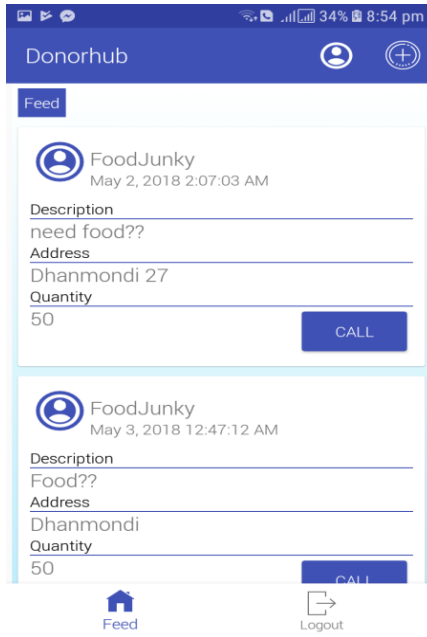 34% 8:54 pm
Donorhub
Feed
FoodJunky
May 2, 2018 2:07:03 AM
Description
need food??
Address
Dhanmondi 27
Quantity
50
CALL
FoodJunky
May 3, 2018 12:47:12 AM
Description
Food??
Address
Dhanmondi
Quantity
50
CALL
Feed
Logout